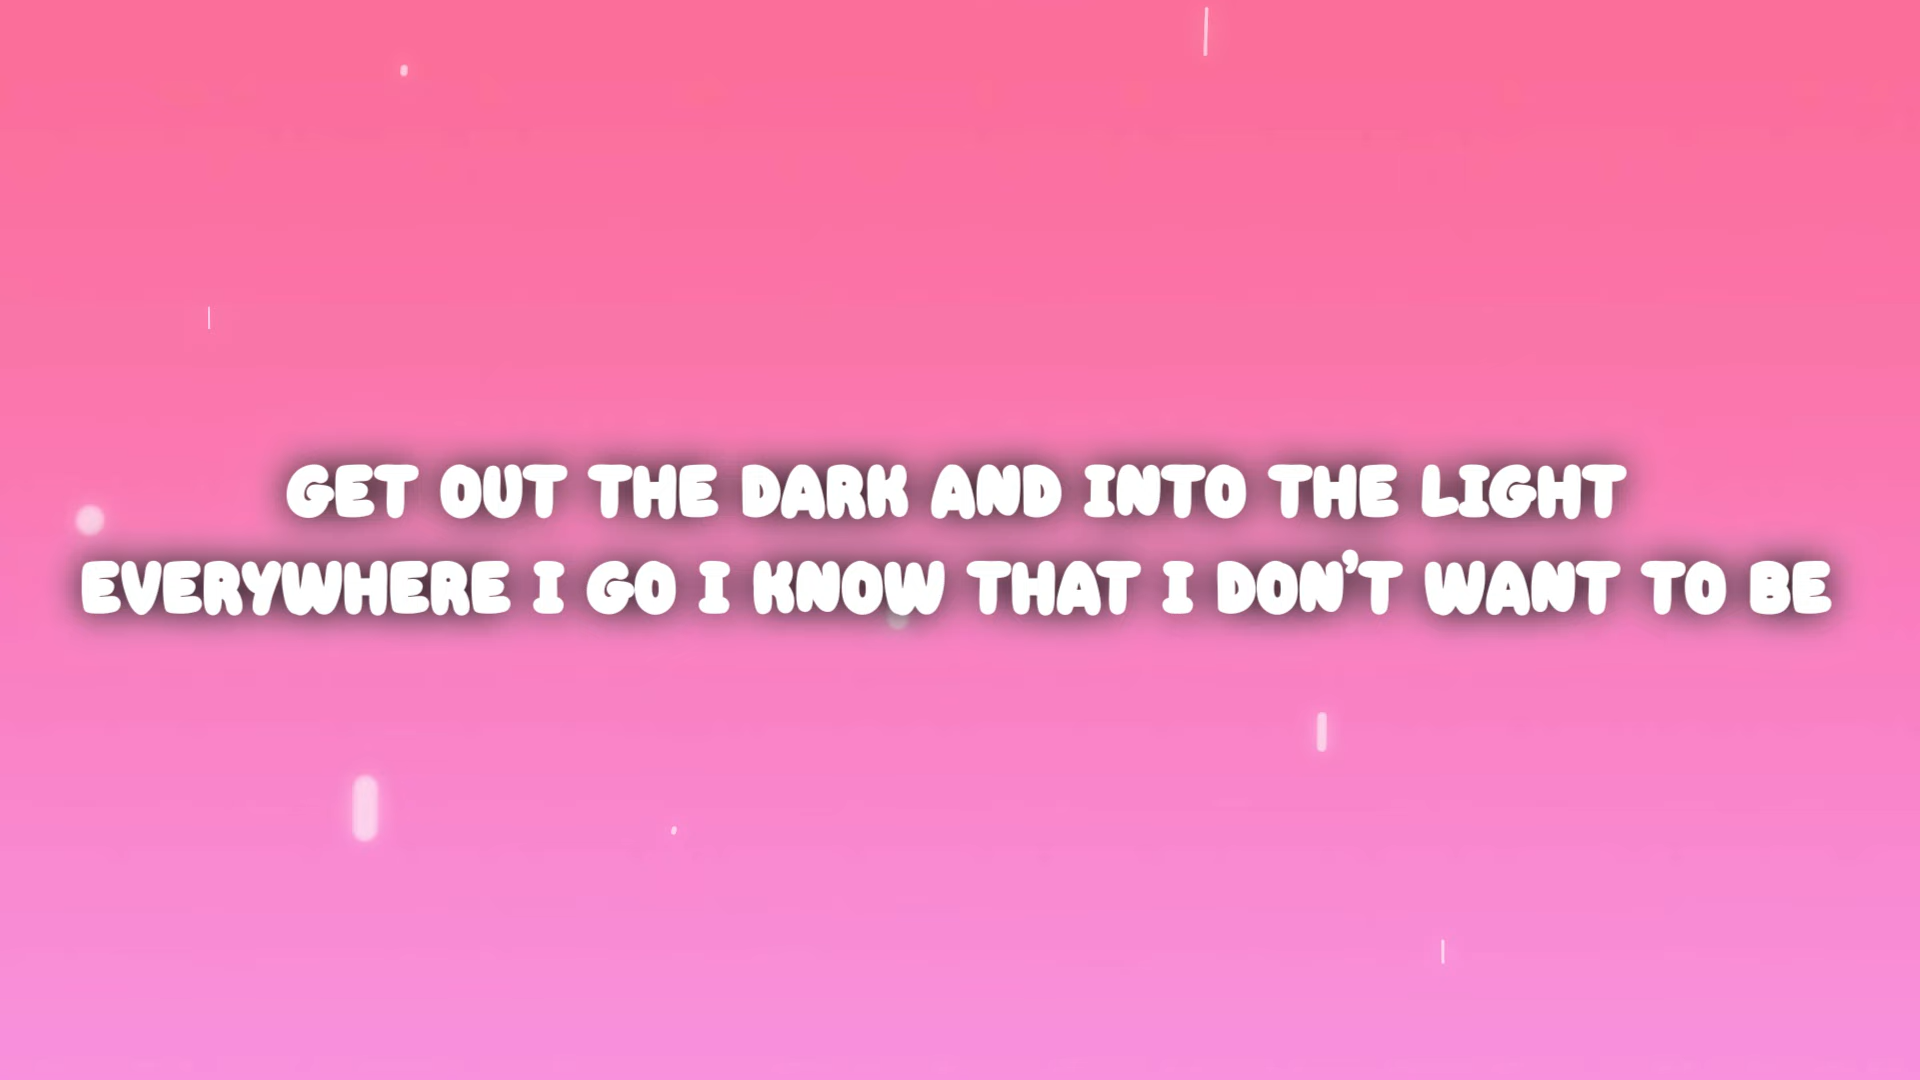 GET OUT THE DARK AND INTO THE LIGHT
EVERYWHERE I GO I KNOW THAT I DON’T WANT TO BE